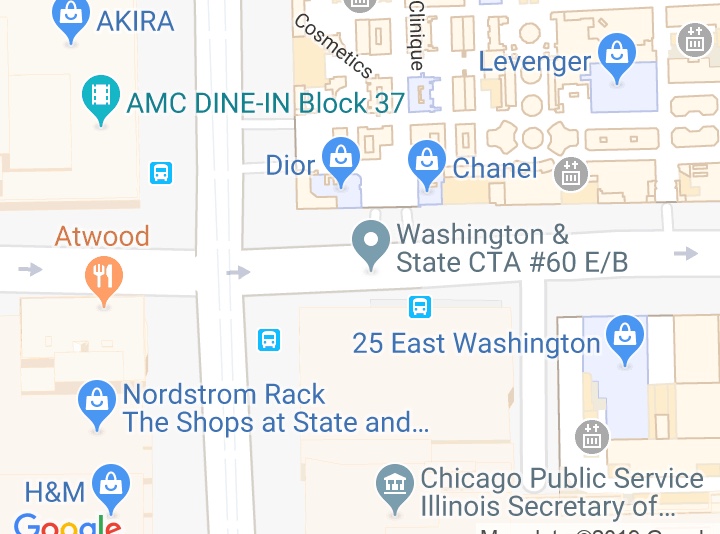 AKIRA
Cosmetics
Clinique
Levenger
AMC DINE-IN Block 37
Dior
Chanel
Atwood
Washington &
State CTA #60 E/B
25 East Washington
Nordstrom Rack
The Shops at State and...
H&M
Chicago Public Service
Illinois Secretary of...
Google